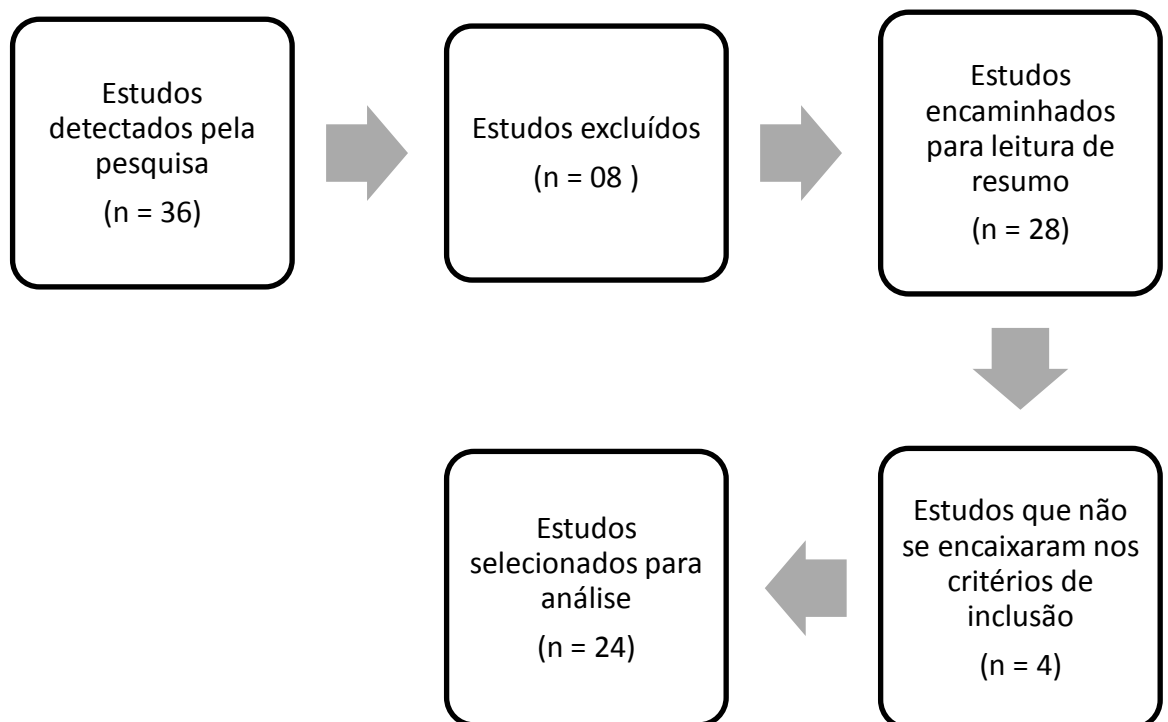 Estudos
detectados pela
pesquisa
(n = 36)
Estudos excluídos
(n = 08 )
Estudos
encaminhados
para leitura de
resumo
(n = 28)
Estudos que não
se encaixaram nos
critérios de
inclusão
(n = 4)
Estudos
selecionados para
análise
(n = 24)